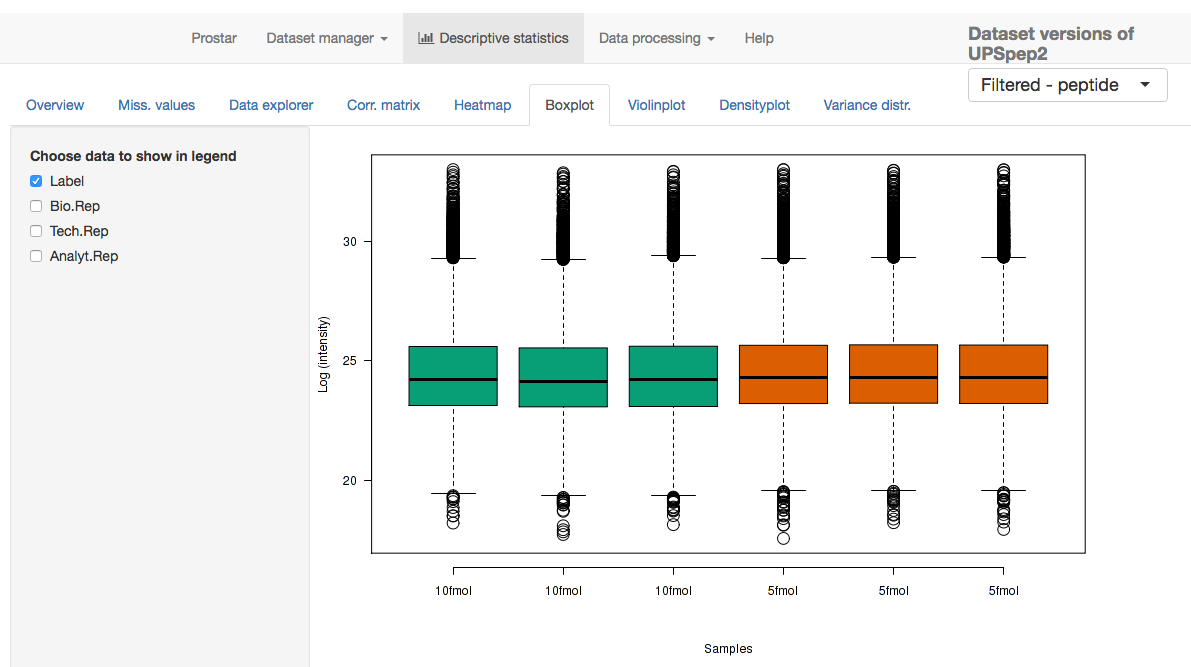 Prostar Dataset manager Descriptive statistics Data processing Help
Dataset versions of
UPSpep2
Filtered - peptide
Overview Miss. values Data explorer Corr. matrix Heatmap Boxplot Violinplot Densityplot Variance distr.
Choose data to show in legend
Label
Bio.Rep
Tech.Rep
Analyt.Rep
Log (intensity)
30
25
20
10fmol 10fmol 10fmol 5fmol 5fmol 5fmol
Samples